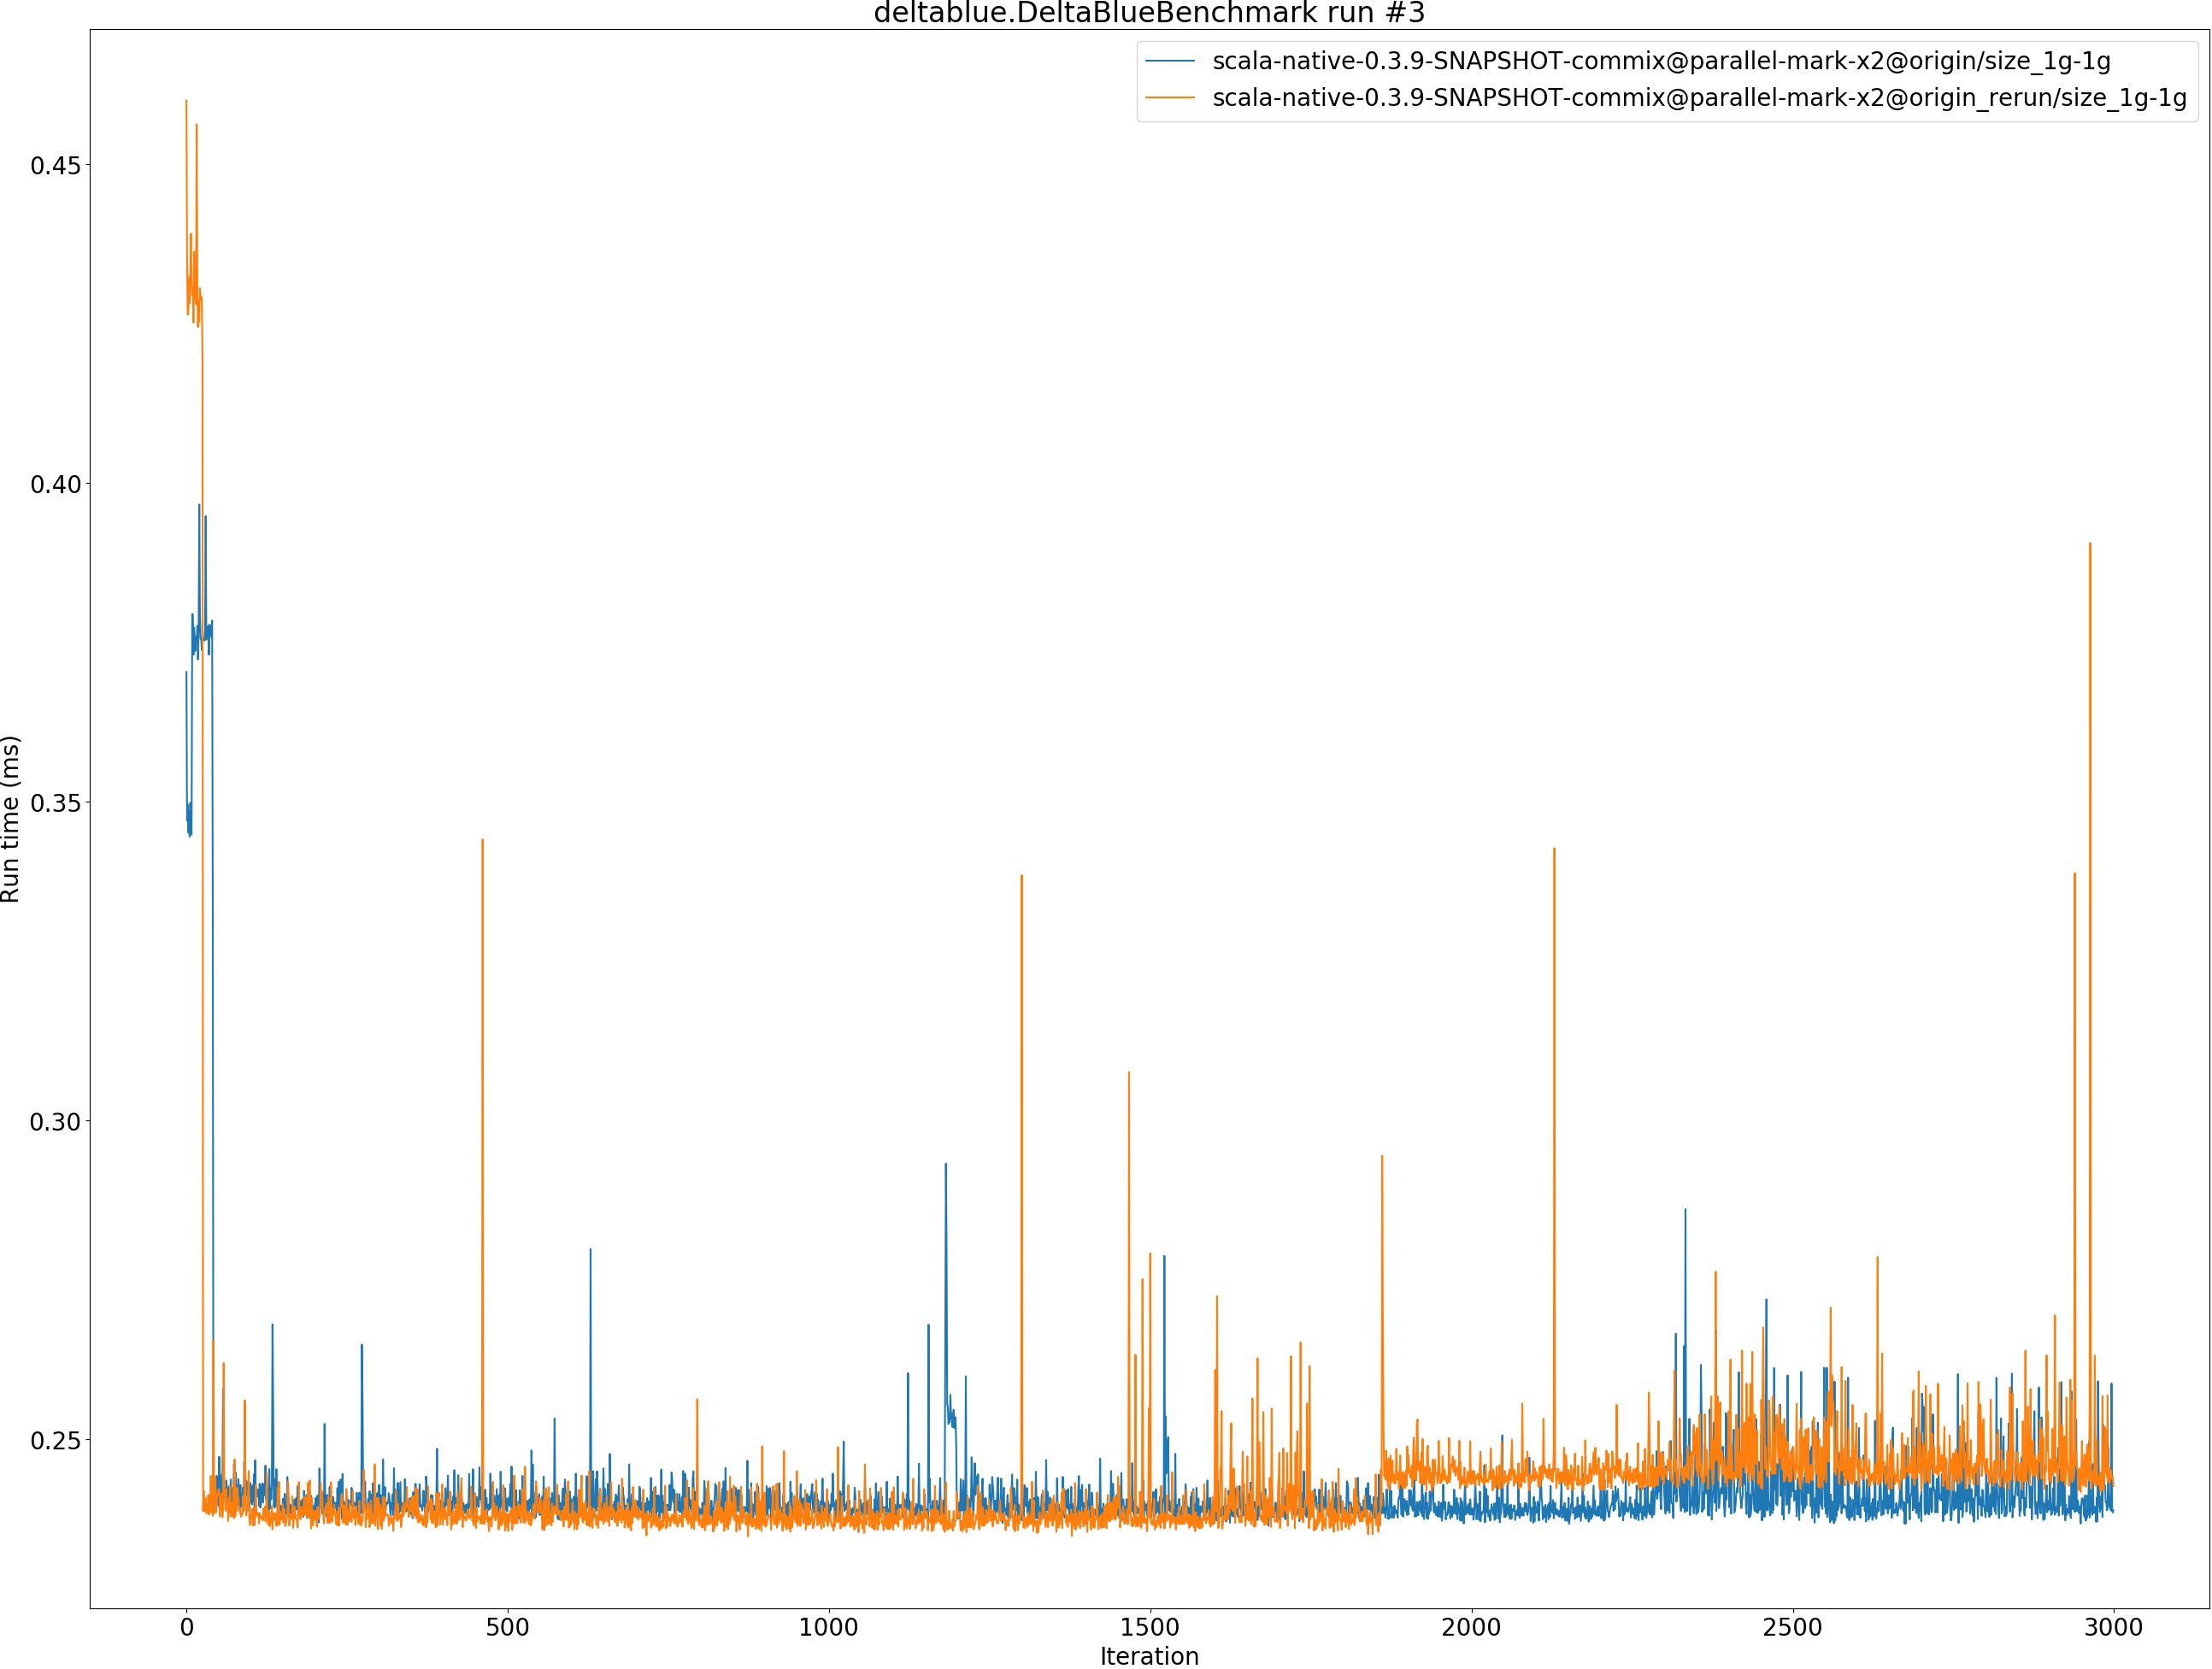 deltablue.DeltaBlueBenchmark run #3
scala-native-0.3.9-SNAPSHOT-commix@parallel-mark-x2@origin/size_1g-1g
scala-native-0.3.9-SNAPSHOT-commix@parallel-mark-x2@origin_rerun/size_1g-1g
Run time (ms)
0.45
0.40
0.35
0.30
0.25
0
500
1000
1500
2000
2500
3000
Iteration